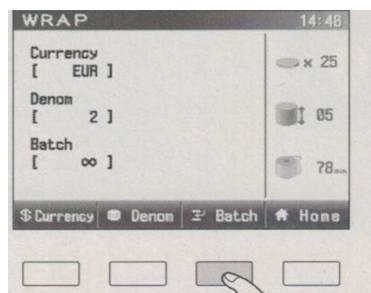 WRAP 14:48
Currency
[ EUR ]
x 25
Denom
[ 2 ]
05
Batch
[ ∞ ]
78mm
$ Currency Denom Batch Home